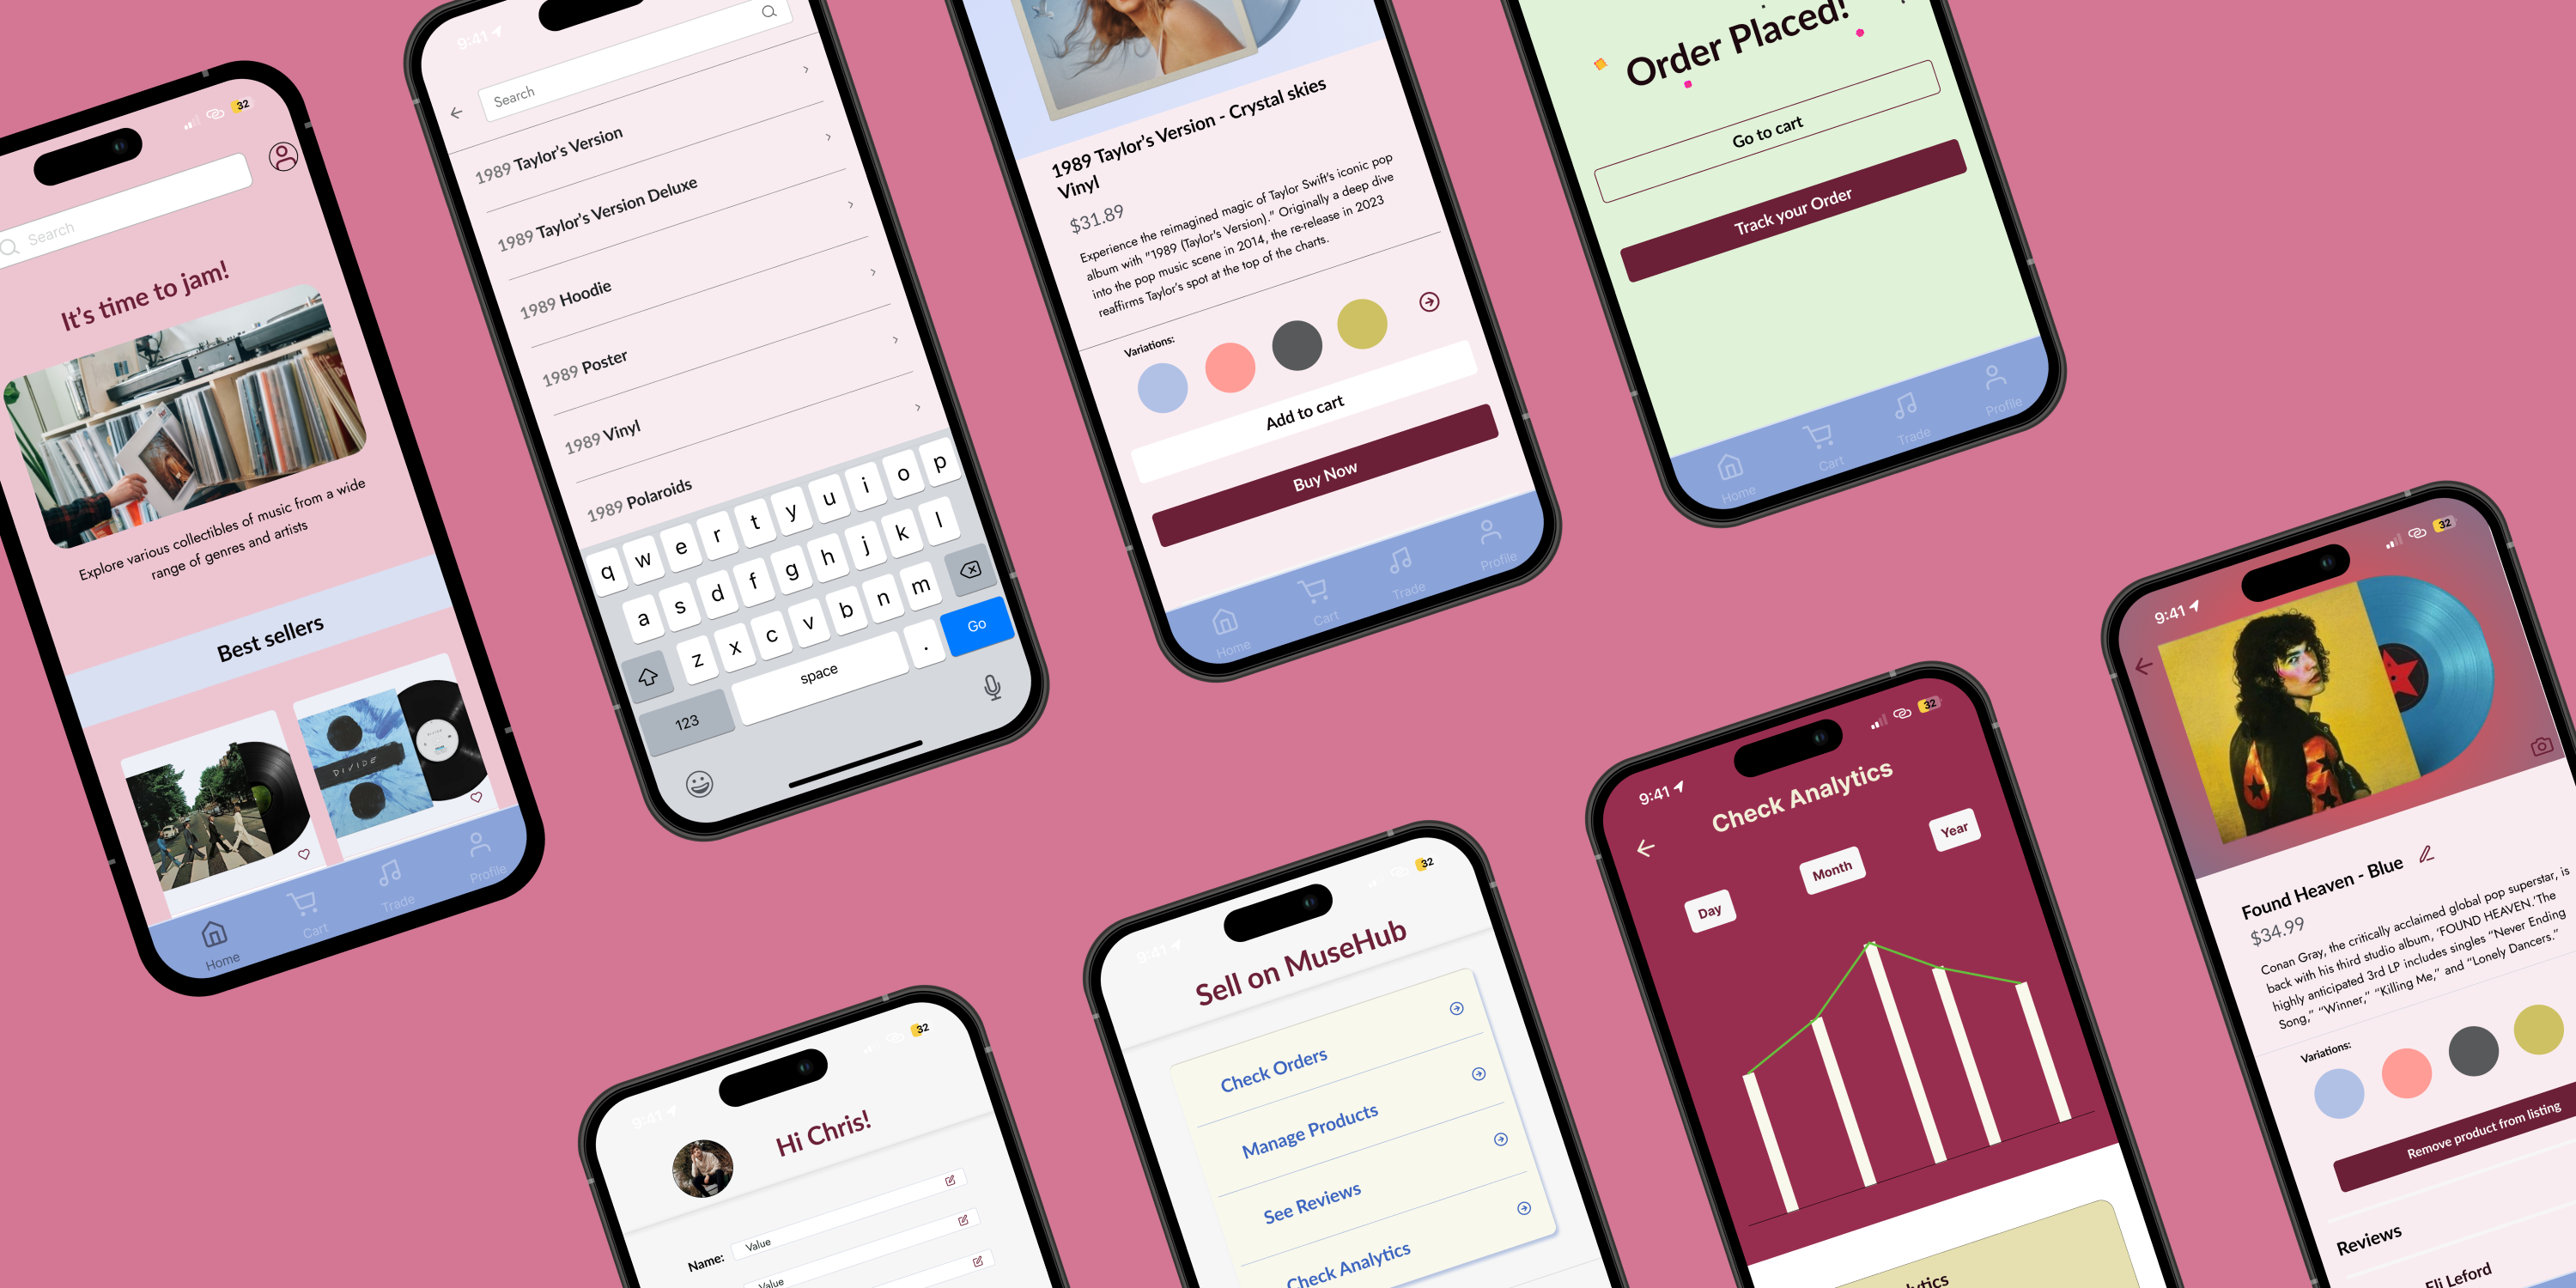 32
Search
It's time to jam!
Explore various collectibles of music from a wide
range of genres and artists
Best sellers
DIVIDE
Home
Cart
Trade
Profile
9:41
Search
1989 Taylor's Version
1989 Taylor's Version Deluxe
1989 Hoodie
1989 Poster
1989 Vinyl
1989 Polaroids
q w e r t y u i o p
a s d f g h j k l
z x c v b n m
123 space . Go
1989 Taylor's Version - Crystal skies
Vinyl
$31.89
Experience the reimagined magic of Taylor Swift's iconic pop
album with "1989 (Taylor's Version)." Originally a deep dive
into the pop music scene in 2014, the re-release in 2023
reaffirms Taylor's spot at the top of the charts.
Variations:
Add to cart
Buy Now
Home
Cart
Trade
Profile
Order Placed!
Go to cart
Track your Order
Home
Cart
Trade
Profile
9:41
32
Hi Chris!
Name:
Value
Value
9:41
32
Sell on MuseHub
Check Orders
Manage Products
See Reviews
Check Analytics
9:41
32
Check Analytics
Day
Month
Year
lytics
9:41
32
Found Heaven - Blue
$34.99
Conan Gray, the critically acclaimed global pop superstar, is
back with his third studio album, 'FOUND HEAVEN.'The
highly anticipated 3rd LP includes singles "Never Ending
Song," "Winner," "Killing Me," and "Lonely Dancers."
Variations:
Remove product from listing
Reviews
Eli Leford